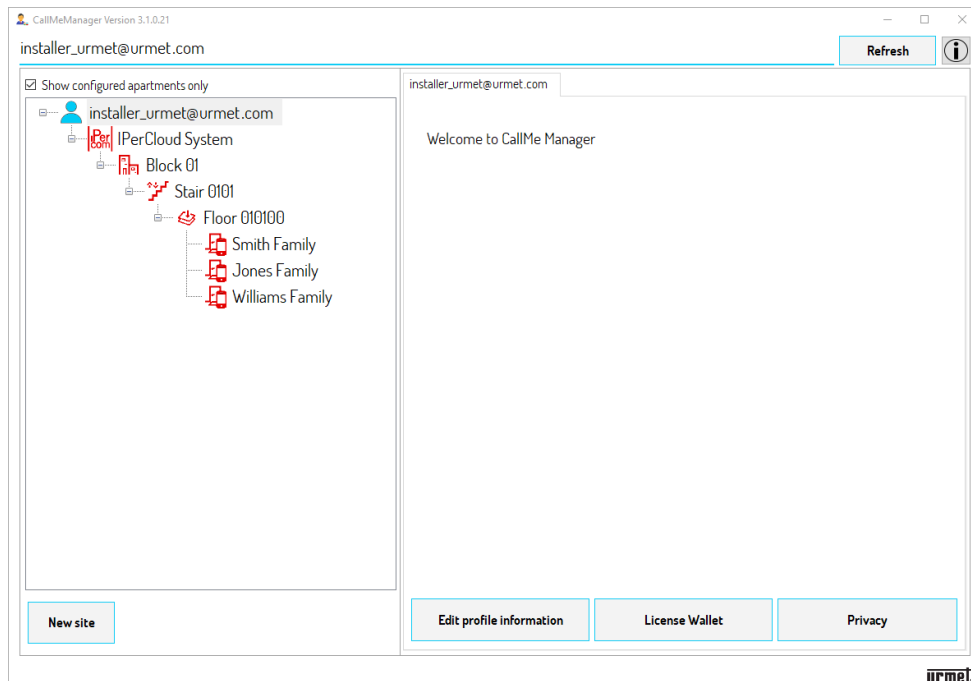 CallMeManager Version 3.1.0.21
installer_urmet@urmet.com
Refresh
Show configured apartments only
installer_urmet@urmet.com
IPer
com
IPerCloud System
Block 01
Stair 0101
Floor 010100
Smith Family
Jones Family
Williams Family
New site
installer_urmet@urmet.com
Welcome to CallMe Manager
Edit profile information
License Wallet
Privacy
urmet